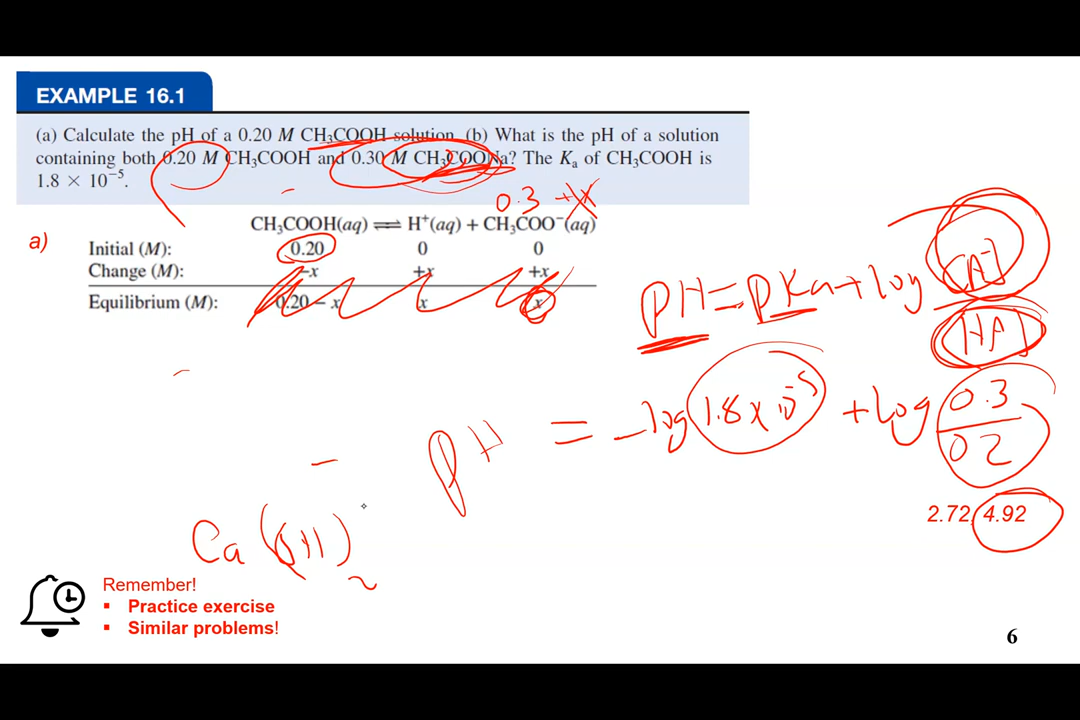 EXAMPLE 16.1
(a) Calculate the pH of a 0.20 M CH₃COOH solution. (b) What is the pH of a solution
containing both 0.20 M CH₃COOH and 0.30 M CH₃COONa? The Kₐ of CH₃COOH is
1.8 × 10⁻⁵.
0.3 +x
a)
CH₃COOH(aq) ⇌ H⁺(aq) + CH₃COO⁻(aq)
Initial (M): 0.20 0 0
Change (M): −x +x +x
Equilibrium (M): 0.20 − x x x
pH = pKa + log [A⁻]
[HA]
pH = −log 1.8 x 10⁻⁵ + log 0.3
02
2.72, 4.92
Ca(OH)₂
Remember!
▪ Practice exercise
▪ Similar problems!
6